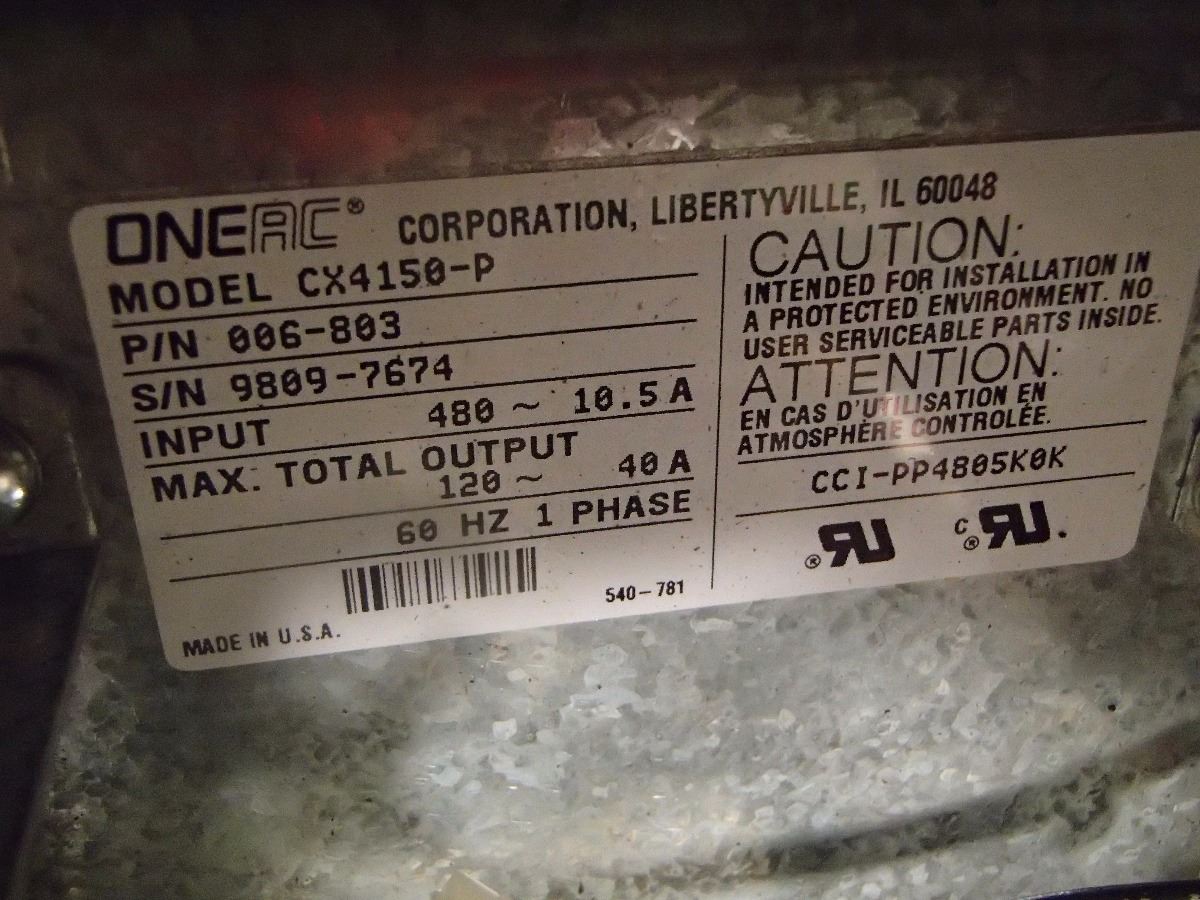 ONEAC® CORPORATION, LIBERTYVILLE, IL 60048
MODEL CX4150-P
P/N 006-803
S/N 9809-7674
INPUT 480 ~ 10.5 A
MAX. TOTAL OUTPUT
120 ~ 40 A
60 HZ 1 PHASE
540-781
MADE IN U.S.A.
CAUTION:
INTENDED FOR INSTALLATION IN
A PROTECTED ENVIRONMENT. NO
USER SERVICEABLE PARTS INSIDE.
ATTENTION:
EN CAS D'UTILISATION EN
ATMOSPHÈRE CONTROLÉE.
CCI-PP4805K0K
®RU C®RU.